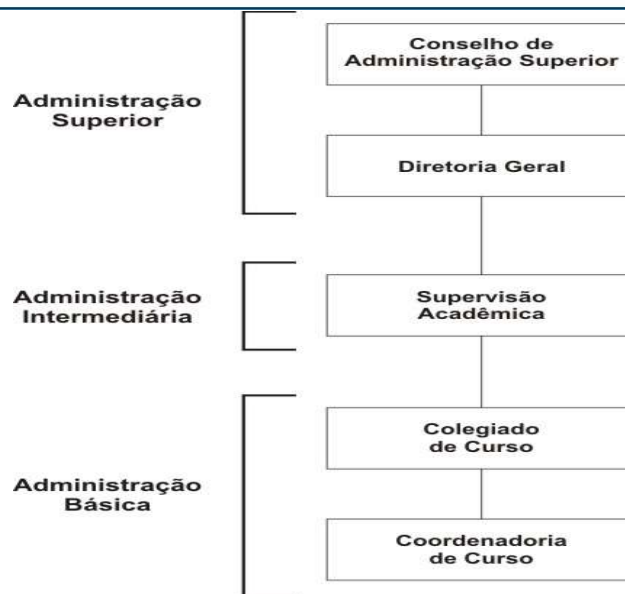 Administração
Superior
Conselho de
Administração Superior
Diretoria Geral
Administração
Intermediária
Supervisão
Acadêmica
Administração
Básica
Colegiado
de Curso
Coordenadoria
de Curso